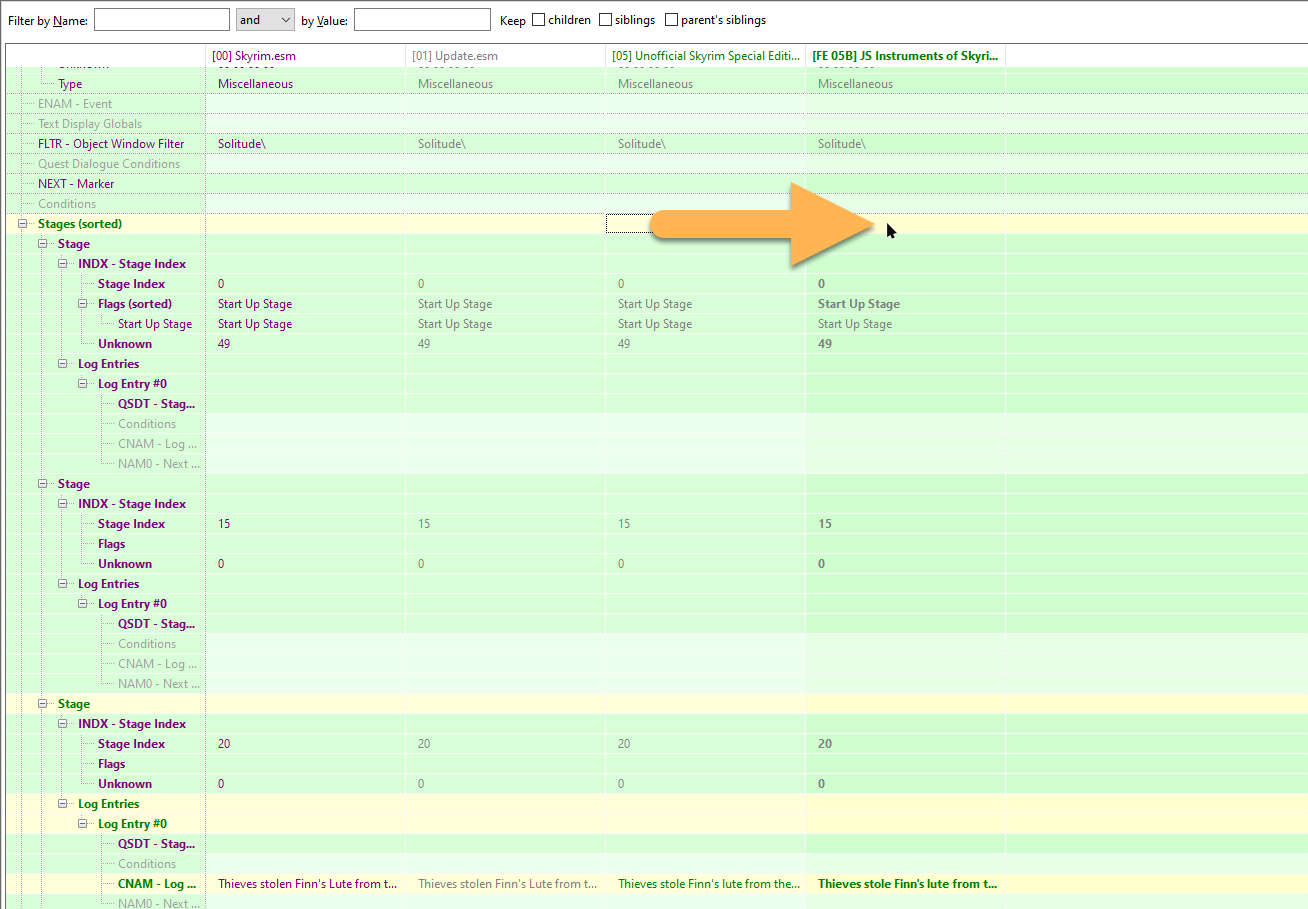 Filter by Name: and by Value: Keep children siblings parent's siblings
[00] Skyrim.esm [01] Update.esm [05] Unofficial Skyrim Special Editi... [FE 05B] JS Instruments of Skyri...
Type Miscellaneous Miscellaneous Miscellaneous Miscellaneous
ENAM - Event
Text Display Globals
FLTR - Object Window Filter Solitude\ Solitude\ Solitude\ Solitude\
Quest Dialogue Conditions
NEXT - Marker
Conditions
Stages (sorted)
Stage
INDX - Stage Index
Stage Index 0 0 0 0
Flags (sorted) Start Up Stage Start Up Stage Start Up Stage Start Up Stage
Start Up Stage Start Up Stage Start Up Stage Start Up Stage Start Up Stage
Unknown 49 49 49 49
Log Entries
Log Entry #0
QSDT - Stag...
Conditions
CNAM - Log ...
NAM0 - Next ...
Stage
INDX - Stage Index
Stage Index 15 15 15 15
Flags
Unknown 0 0 0 0
Log Entries
Log Entry #0
QSDT - Stag...
Conditions
CNAM - Log ...
NAM0 - Next ...
Stage
INDX - Stage Index
Stage Index 20 20 20 20
Flags
Unknown 0 0 0 0
Log Entries
Log Entry #0
QSDT - Stag...
Conditions
CNAM - Log ... Thieves stolen Finn's Lute from t... Thieves stolen Finn's Lute from t... Thieves stole Finn's lute from the... Thieves stole Finn's lute from t...
NAM0 - Next ...